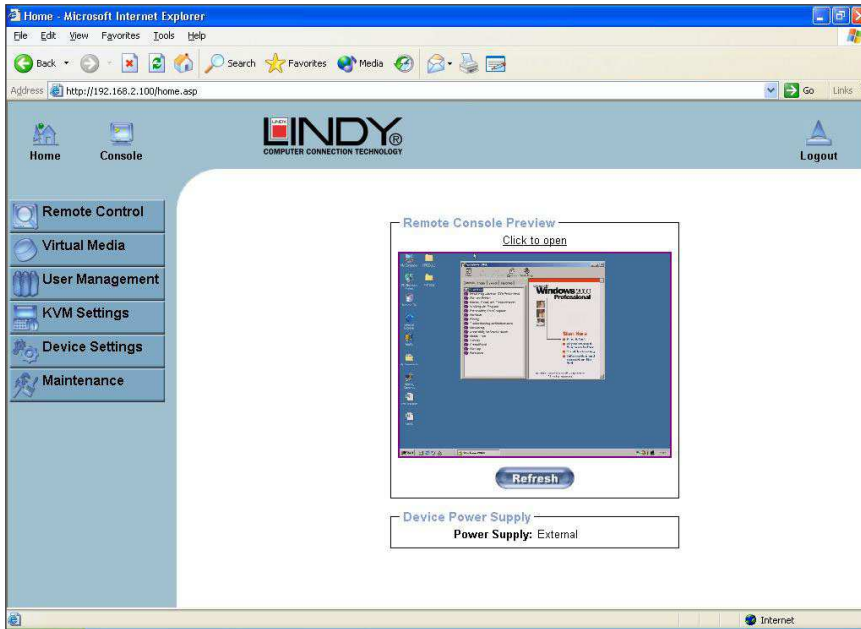 Home - Microsoft Internet Explorer
File Edit View Favorites Tools Help
Back Search Favorites Media
Address http://192.168.2.100/home.asp Go Links
LINDY®
COMPUTER CONNECTION TECHNOLOGY
Home Console Logout
Remote Control
Virtual Media
User Management
KVM Settings
Device Settings
Maintenance
Remote Console Preview
Click to open
Windows 2000
Professional
Start Here
Refresh
Device Power Supply
Power Supply: External
Internet